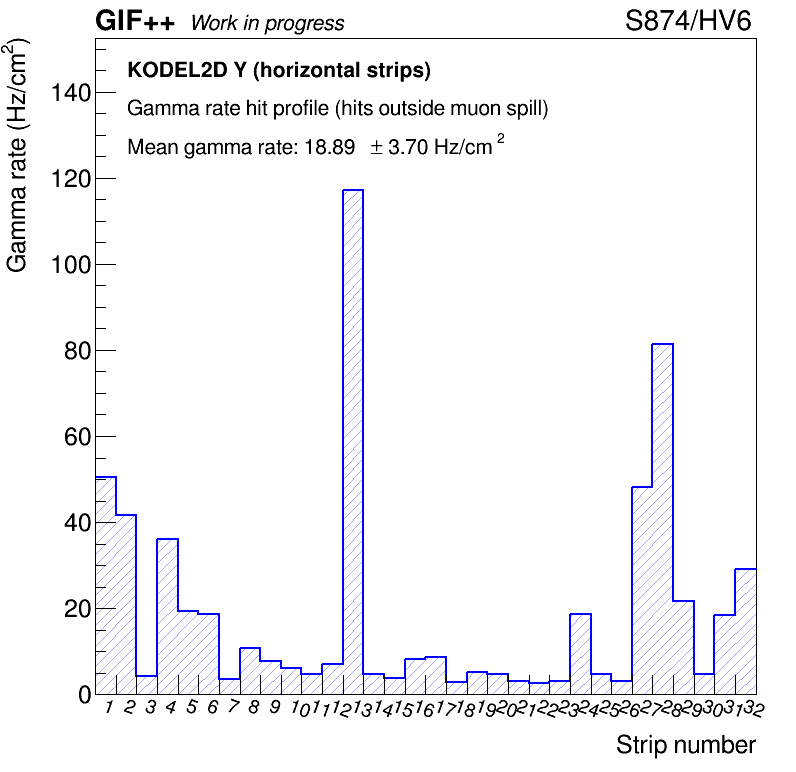 GIF++ Work in progress S874/HV6
KODEL2D Y (horizontal strips)
Gamma rate hit profile (hits outside muon spill)
Mean gamma rate: 18.89 ± 3.70 Hz/cm²
Gamma rate (Hz/cm²)
140
120
100
80
60
40
20
0
1 2 3 4 5 6 7 8 9 10 11 12 13 14 15 16 17 18 19 20 21 22 23 24 25 26 27 28 29 30 31 32
Strip number